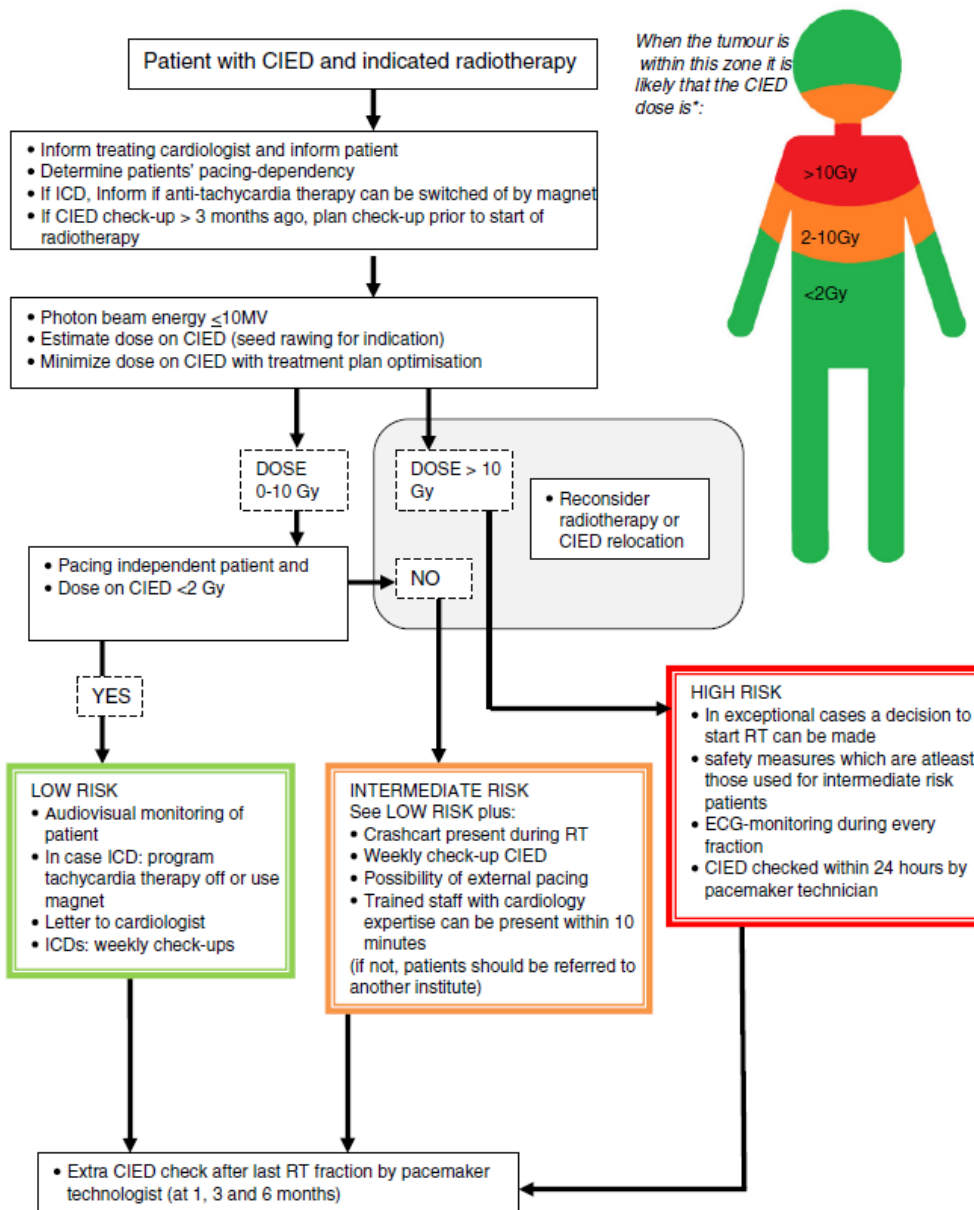 Patient with CIED and indicated radiotherapy
When the tumour is
within this zone it is
likely that the CIED
dose is*:
>10Gy
2-10Gy
<2Gy
• Inform treating cardiologist and inform patient
• Determine patients' pacing-dependency
• If ICD, Inform if anti-tachycardia therapy can be switched of by magnet
• If CIED check-up > 3 months ago, plan check-up prior to start of
radiotherapy
• Photon beam energy ≤10MV
• Estimate dose on CIED (seed rawing for indication)
• Minimize dose on CIED with treatment plan optimisation
DOSE
0-10 Gy
DOSE > 10
Gy
• Reconsider
radiotherapy or
CIED relocation
• Pacing independent patient and
• Dose on CIED <2 Gy
NO
YES
LOW RISK
• Audiovisual monitoring of
patient
• In case ICD: program
tachycardia therapy off or use
magnet
• Letter to cardiologist
• ICDs: weekly check-ups
INTERMEDIATE RISK
See LOW RISK plus:
• Crashcart present during RT
• Weekly check-up CIED
• Possibility of external pacing
• Trained staff with cardiology
expertise can be present within 10
minutes
(if not, patients should be referred to
another institute)
HIGH RISK
• In exceptional cases a decision to
start RT can be made
• safety measures which are atleast
those used for intermediate risk
patients
• ECG-monitoring during every
fraction
• CIED checked within 24 hours by
pacemaker technician
• Extra CIED check after last RT fraction by pacemaker
technologist (at 1, 3 and 6 months)